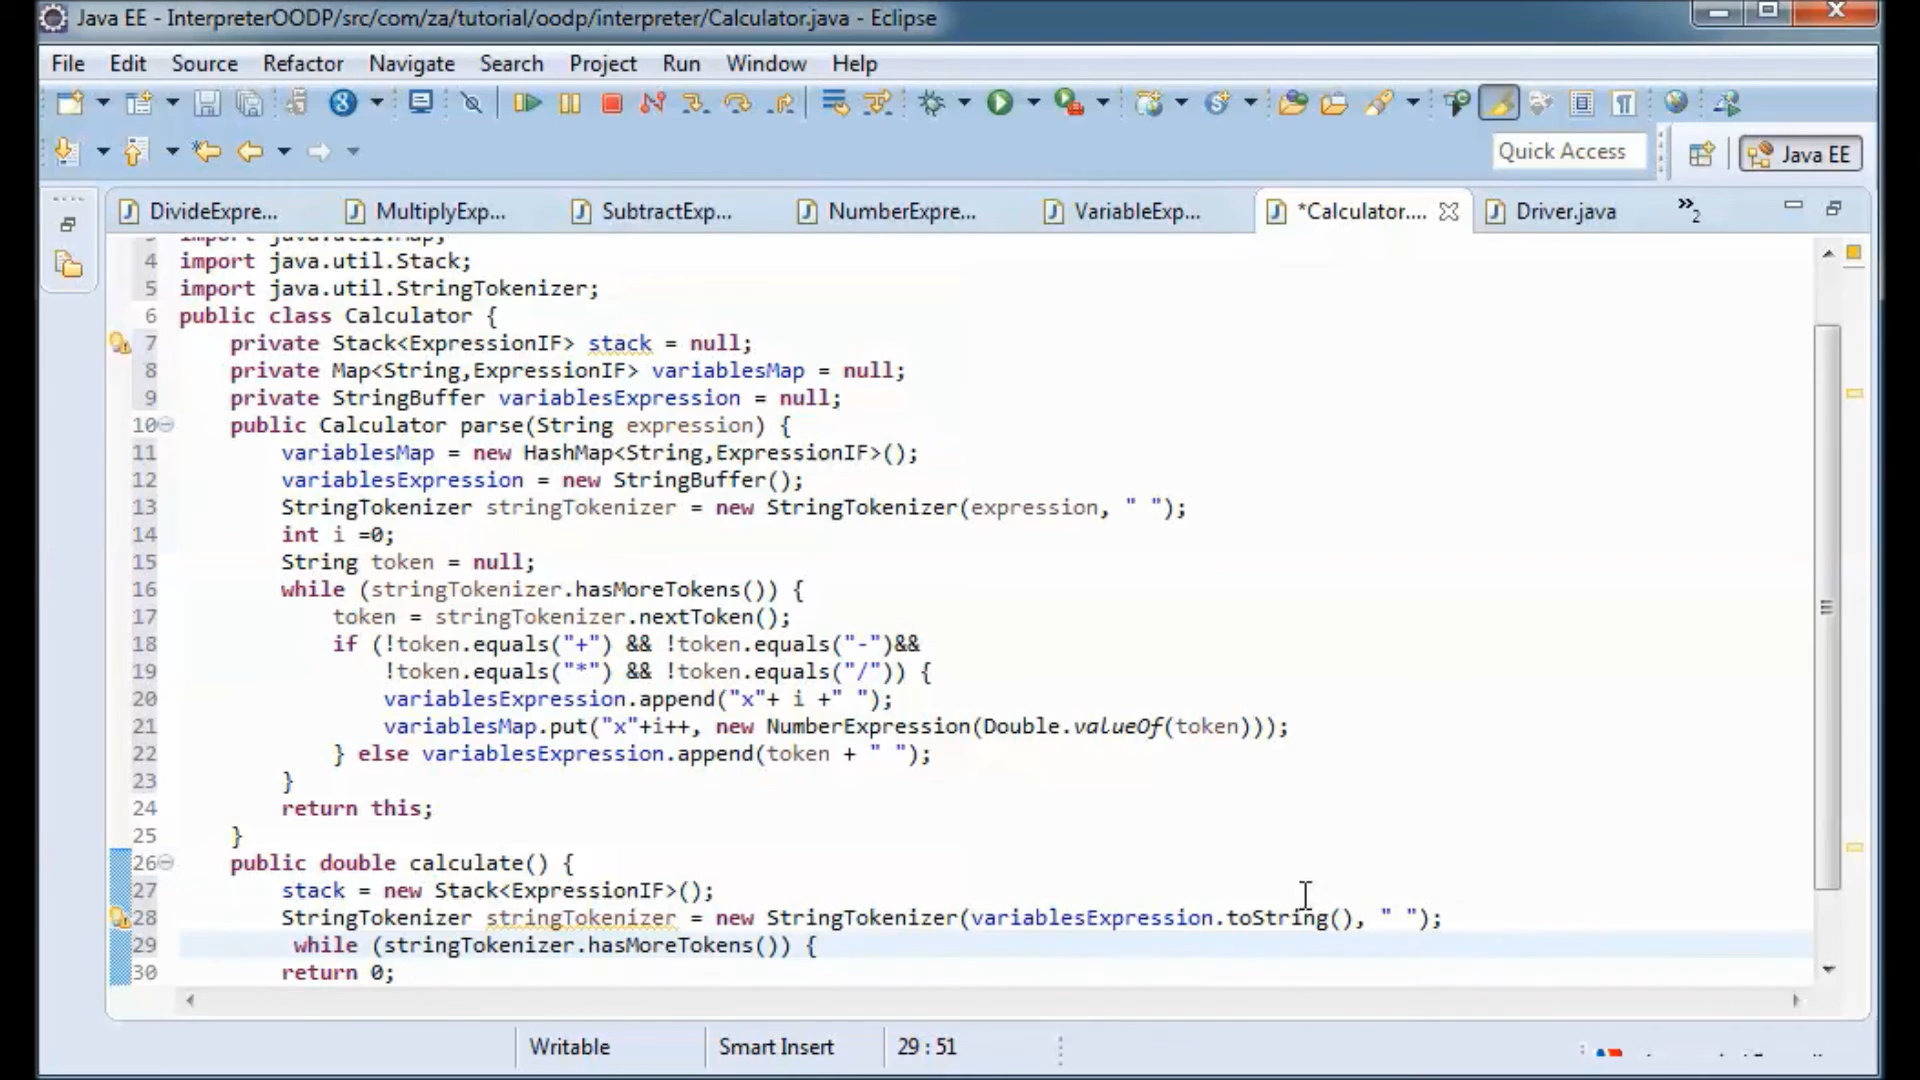 Java EE - InterpreterOODP/src/com/za/tutorial/oodp/interpreter/Calculator.java - Eclipse
File Edit Source Refactor Navigate Search Project Run Window Help
Quick Access Java EE
DivideExpre... MultiplyExp... SubtractExp... NumberExpre... VariableExp... *Calculator.... Driver.java »2
import java.util.Map;
4 import java.util.Stack;
5 import java.util.StringTokenizer;
6 public class Calculator {
7 private Stack<ExpressionIF> stack = null;
8 private Map<String,ExpressionIF> variablesMap = null;
9 private StringBuffer variablesExpression = null;
10 public Calculator parse(String expression) {
11 variablesMap = new HashMap<String,ExpressionIF>();
12 variablesExpression = new StringBuffer();
13 StringTokenizer stringTokenizer = new StringTokenizer(expression, " ");
14 int i =0;
15 String token = null;
16 while (stringTokenizer.hasMoreTokens()) {
17 token = stringTokenizer.nextToken();
18 if (!token.equals("+") && !token.equals("-")&&
19 !token.equals("*") && !token.equals("/")) {
20 variablesExpression.append("x"+ i +" ");
21 variablesMap.put("x"+i++, new NumberExpression(Double.valueOf(token)));
22 } else variablesExpression.append(token + " ");
23 }
24 return this;
25 }
26 public double calculate() {
27 stack = new Stack<ExpressionIF>();
28 StringTokenizer stringTokenizer = new StringTokenizer(variablesExpression.toString(), " ");
29 while (stringTokenizer.hasMoreTokens()) {
30 return 0;
Writable Smart Insert 29 : 51